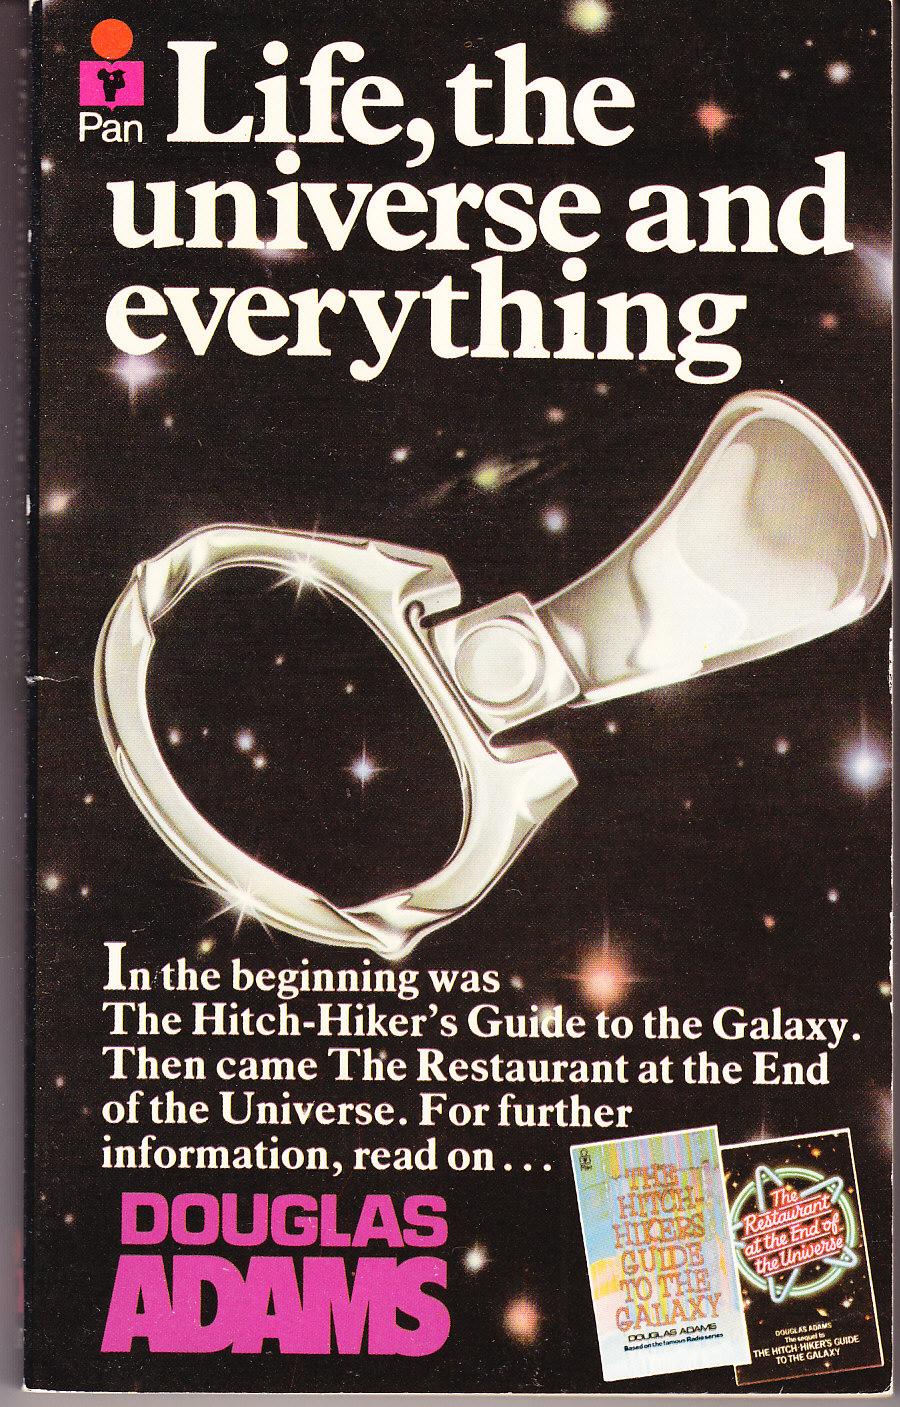 Pan
Life, the
universe and
everything
In the beginning was
The Hitch-Hiker's Guide to the Galaxy.
Then came The Restaurant at the End
of the Universe. For further
information, read on...
DOUGLAS
ADAMS
Pan
THE
HITCH-
HIKERS
GUIDE
TO THE
GALAXY
DOUGLAS ADAMS
Based on the famous Radio series
The
Restaurant
at the End of
the Universe
DOUGLAS ADAMS
The sequel to
THE HITCH-HIKER'S GUIDE
TO THE GALAXY